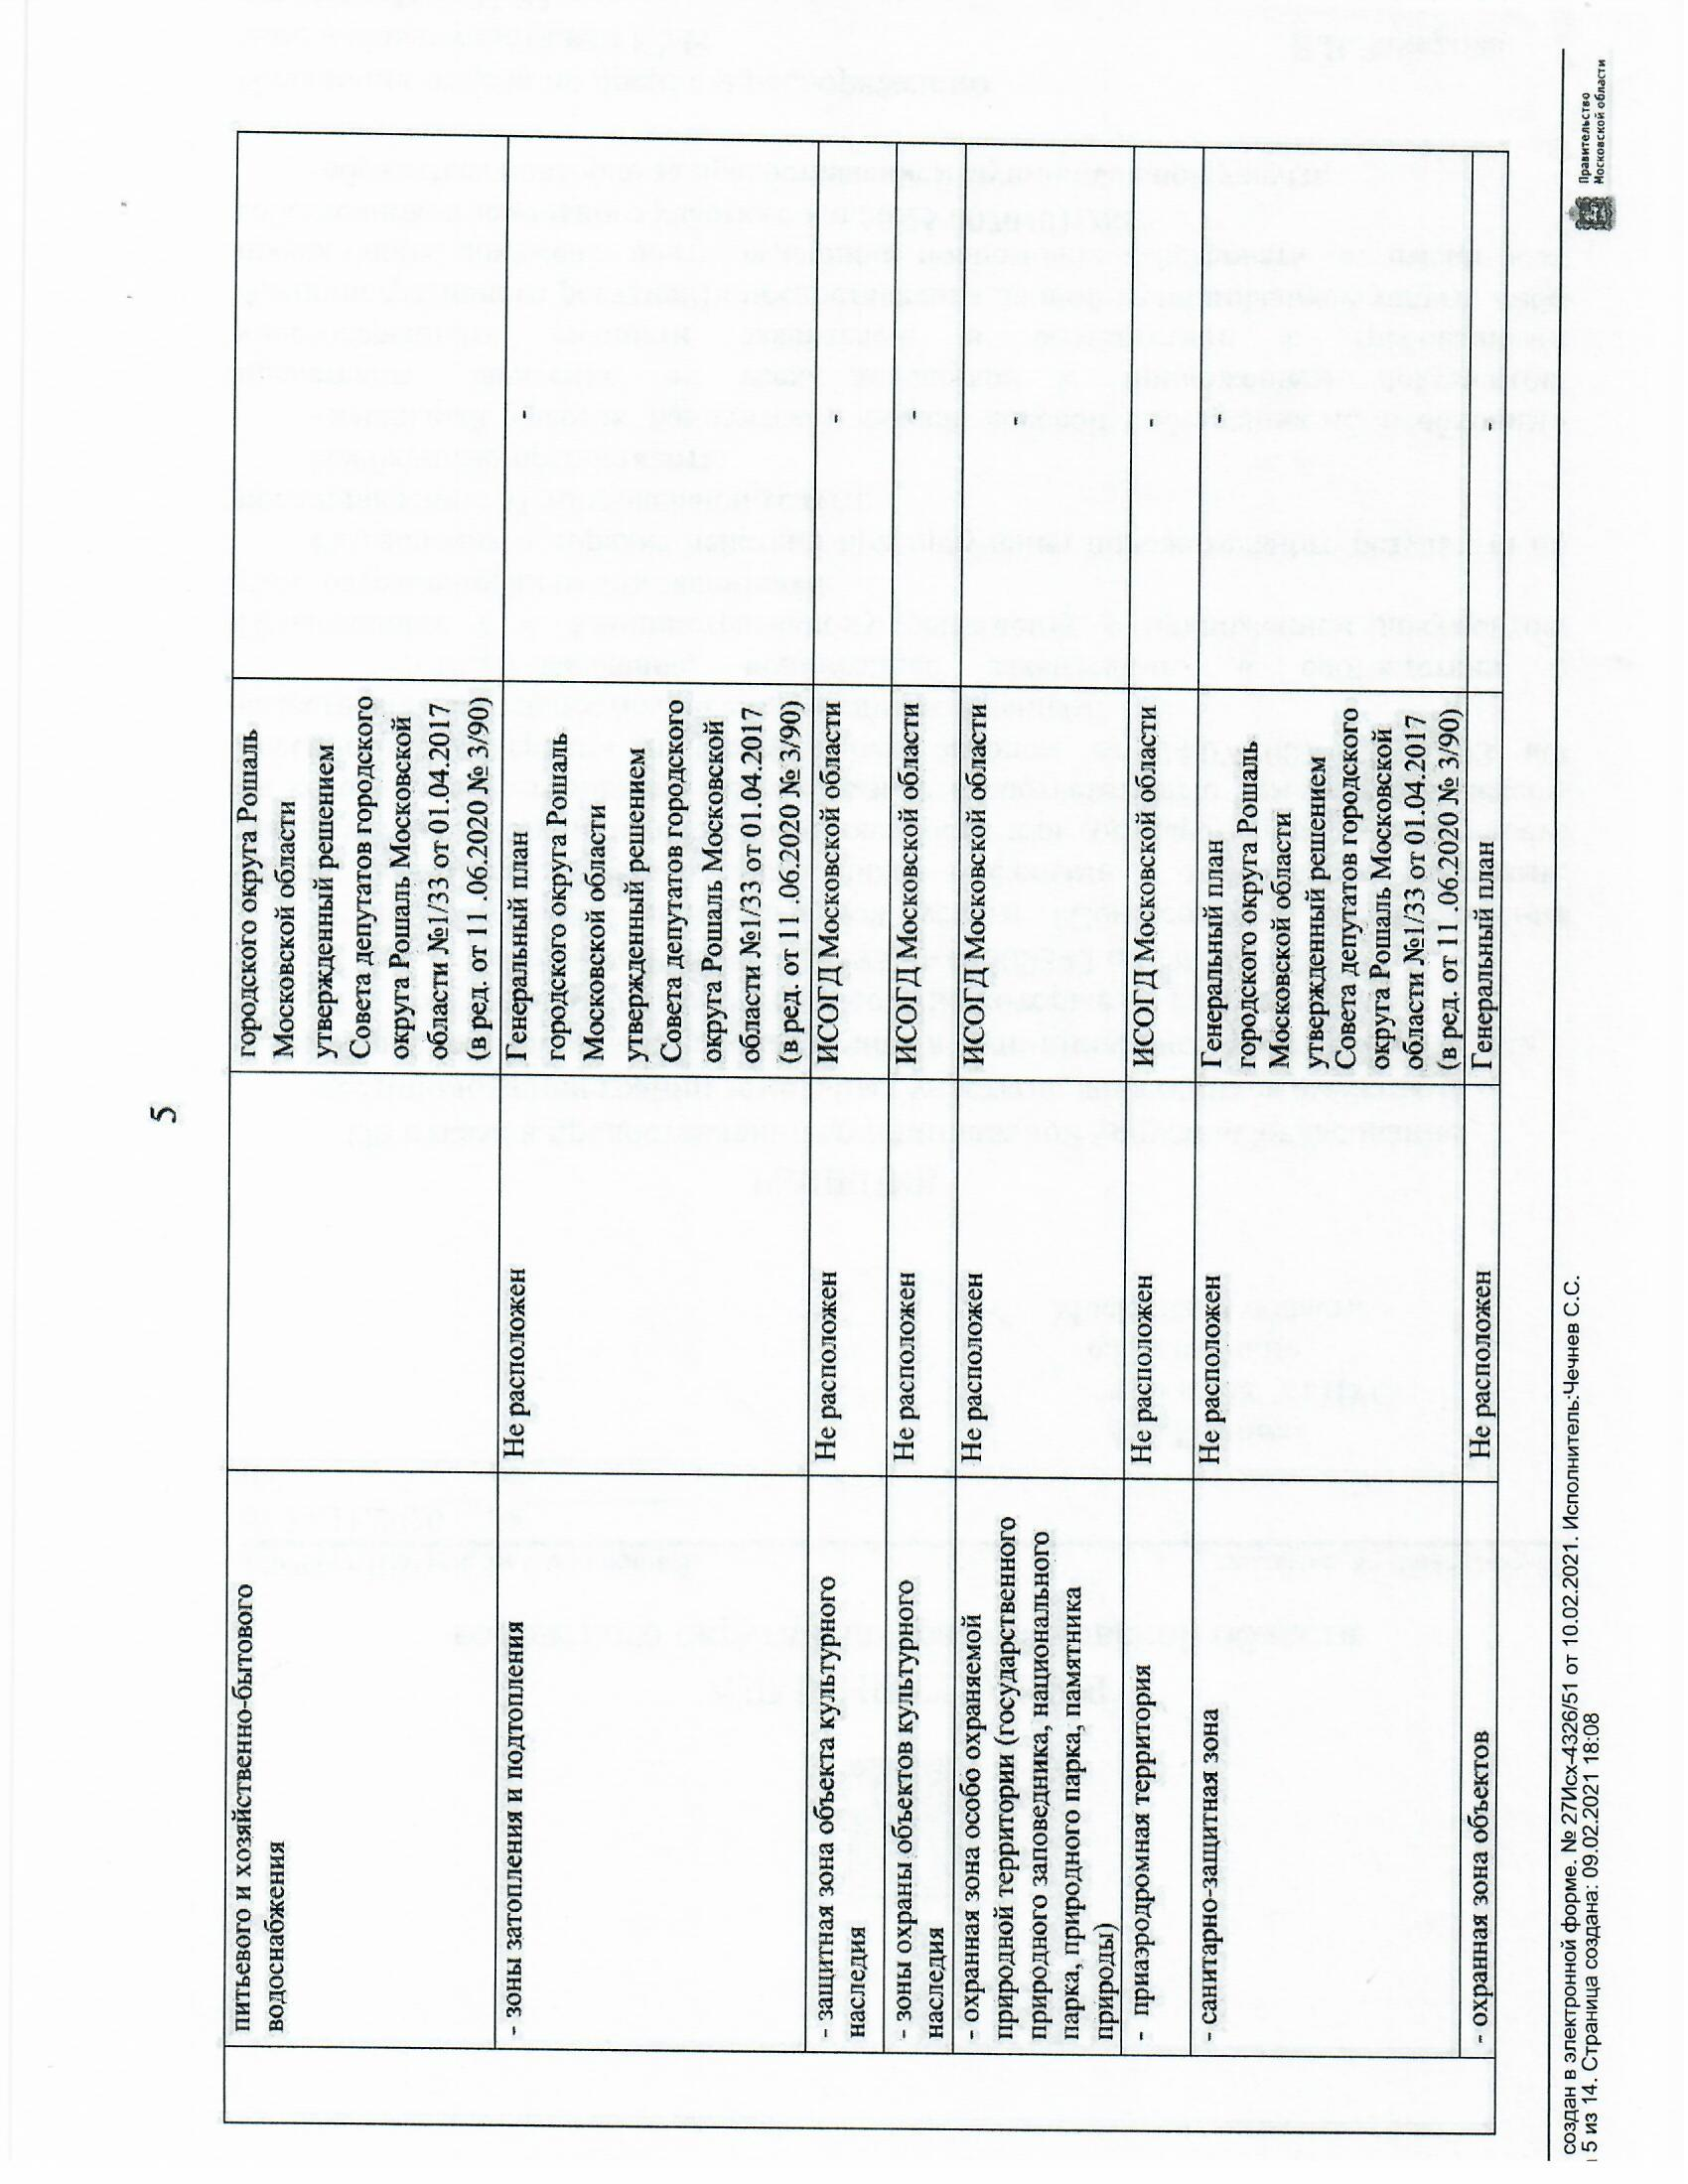 5
питьевого и хозяйственно-бытового
водоснабжения
городского округа Рошаль
Московской области
утвержденный решением
Совета депутатов городского
округа Рошаль Московской
области №1/33 от 01.04.2017
(в ред. от 11.06.2020 № 3/90)
- зоны затопления и подтопления
Не расположен
Генеральный план
городского округа Рошаль
Московской области
утвержденный решением
Совета депутатов городского
округа Рошаль Московской
области №1/33 от 01.04.2017
(в ред. от 11.06.2020 № 3/90)
-
- защитная зона объекта культурного
наследия
Не расположен
ИСОГД Московской области
-
- зоны охраны объектов культурного
наследия
Не расположен
ИСОГД Московской области
-
- охранная зона особо охраняемой
природной территории (государственного
природного заповедника, национального
парка, природного парка, памятника
природы)
Не расположен
ИСОГД Московской области
-
- приаэродромная территория
Не расположен
ИСОГД Московской области
-
- санитарно-защитная зона
Не расположен
Генеральный план
городского округа Рошаль
Московской области
утвержденный решением
Совета депутатов городского
округа Рошаль Московской
области №1/33 от 01.04.2017
(в ред. от 11.06.2020 № 3/90)
-
- охранная зона объектов
Не расположен
Генеральный план
-
создан в электронной форме. № 27Исх-4326/51 от 10.02.2021. Исполнитель:Чечнев С.С.
5 из 14. Страница создана: 09.02.2021 18:08
Правительство
Московской области